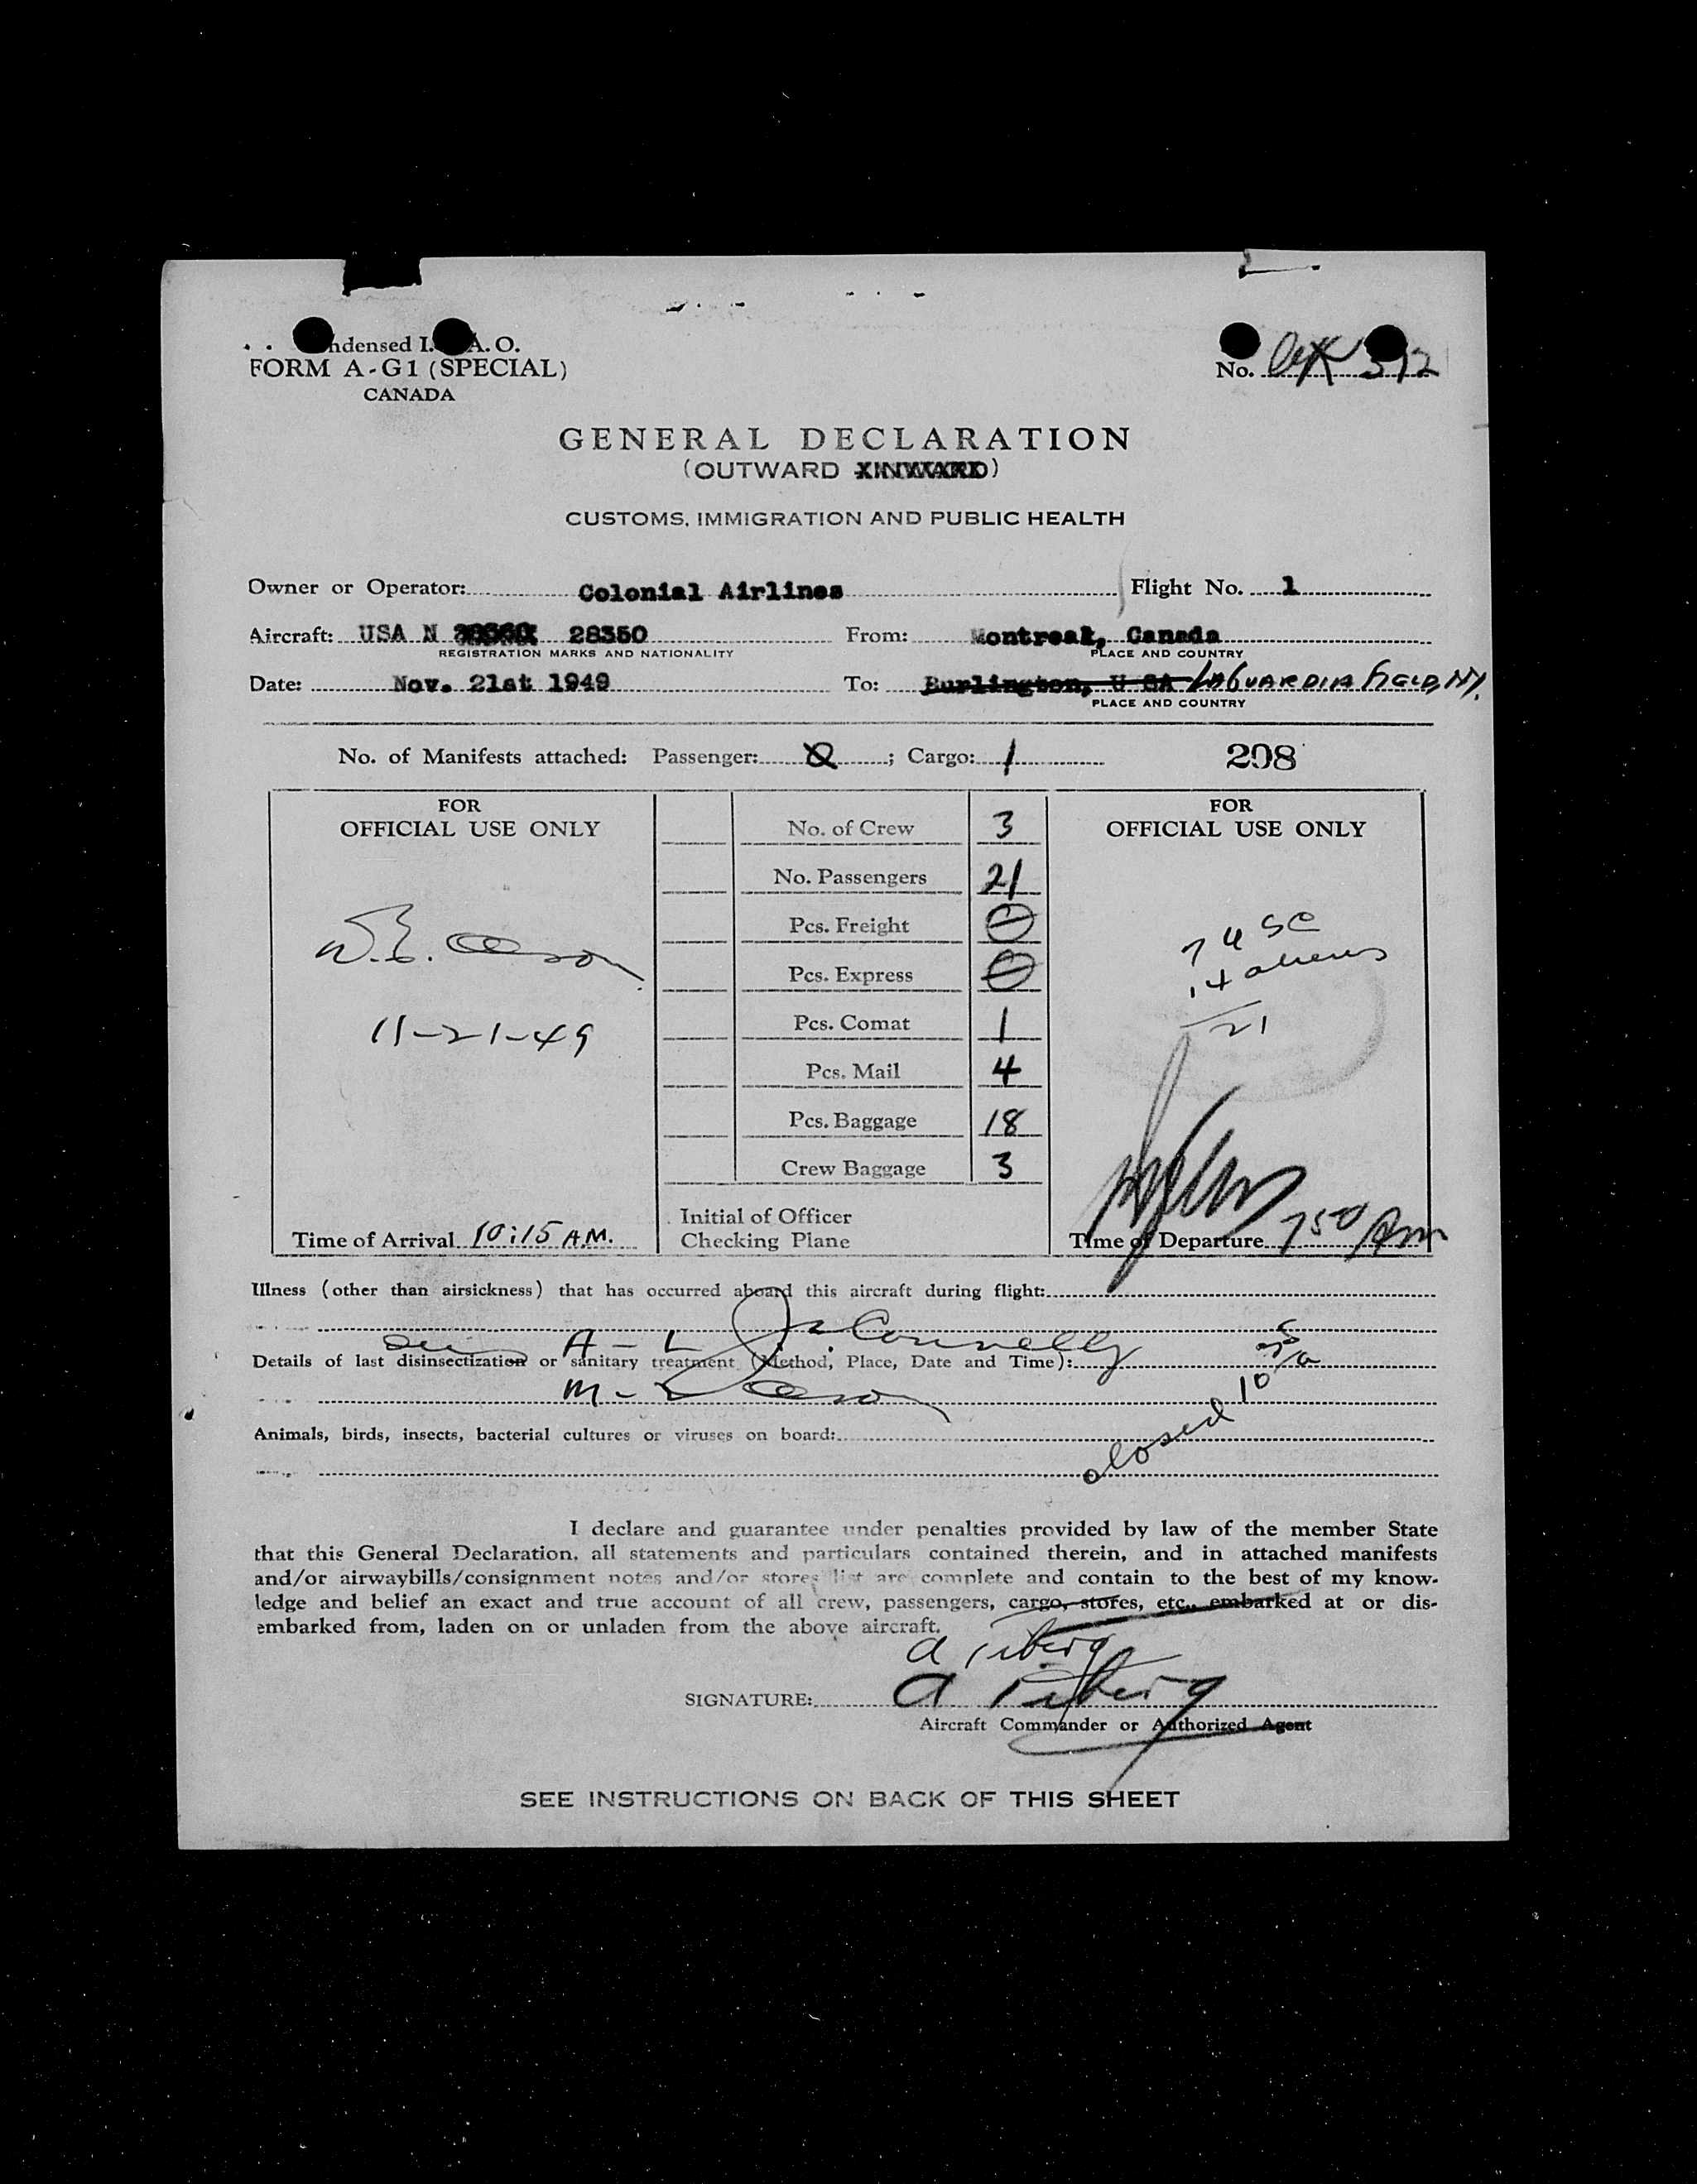 ndensed I. A. O.
FORM A-G1 (SPECIAL)
CANADA
No. 
GENERAL DECLARATION
(OUTWARD
CUSTOMS, IMMIGRATION AND PUBLIC HEALTH
Owner or Operator: Colonial Airlines Flight No. 1
Aircraft: USA N 28350 From: Montreal, Canada
REGISTRATION MARKS AND NATIONALITY PLACE AND COUNTRY
Date: Nov. 21st 1949 To: Burlington, U SA LAGUARDIA FIELD, NY.
PLACE AND COUNTRY
No. of Manifests attached: Passenger: ; Cargo: 1 208
FOR
OFFICIAL USE ONLY
11-21-49
Time of Arrival 10:15 A.M.
No. of Crew 3
No. Passengers 21
Pcs. Freight
Pcs. Express
Pcs. Comat 1
Pcs. Mail 4
Pcs. Baggage 18
Crew Baggage 3
Initial of Officer
Checking Plane
FOR
OFFICIAL USE ONLY
7 USC
14 aliens
21
Time of Departure 7 50 Am
Illness (other than airsickness) that has occurred aboard this aircraft during flight:
A - L Connelly
Details of last disinsectization or sanitary treatment (Method, Place, Date and Time):
M -
closed 10
Animals, birds, insects, bacterial cultures or viruses on board:
I declare and guarantee under penalties provided by law of the member State
that this General Declaration, all statements and particulars contained therein, and in attached manifests
and/or airwaybills/consignment notes and/or stores list are complete and contain to the best of my know-
ledge and belief an exact and true account of all crew, passengers, cargo, stores, etc., embarked at or dis-
embarked from, laden on or unladen from the above aircraft.
SIGNATURE:
Aircraft Commander or Authorized Agent
SEE INSTRUCTIONS ON BACK OF THIS SHEET